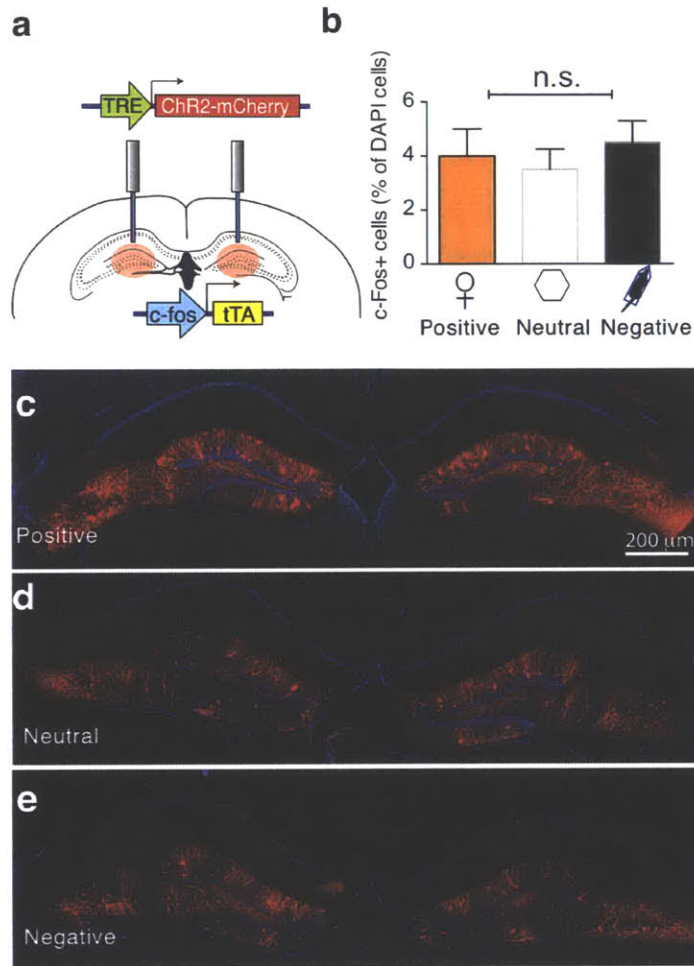 a
TRE ChR2-mCherry
c-fos tTA
b
n.s.
c-Fos+ cells (% of DAPI cells)
6
4
2
0
Positive Neutral Negative
c
Positive
200 μm
d
Neutral
e
Negative